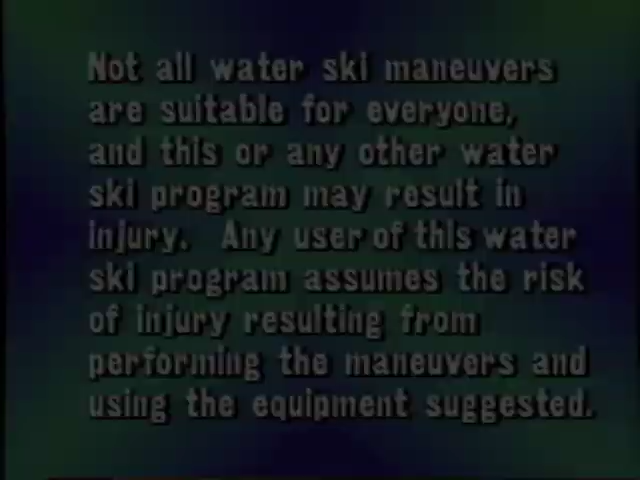 Not all water ski maneuvers
are suitable for everyone,
and this or any other water
ski program may result in
injury. Any user of this water
ski program assumes the risk
of injury resulting from
performing the maneuvers and
using the equipment suggested.